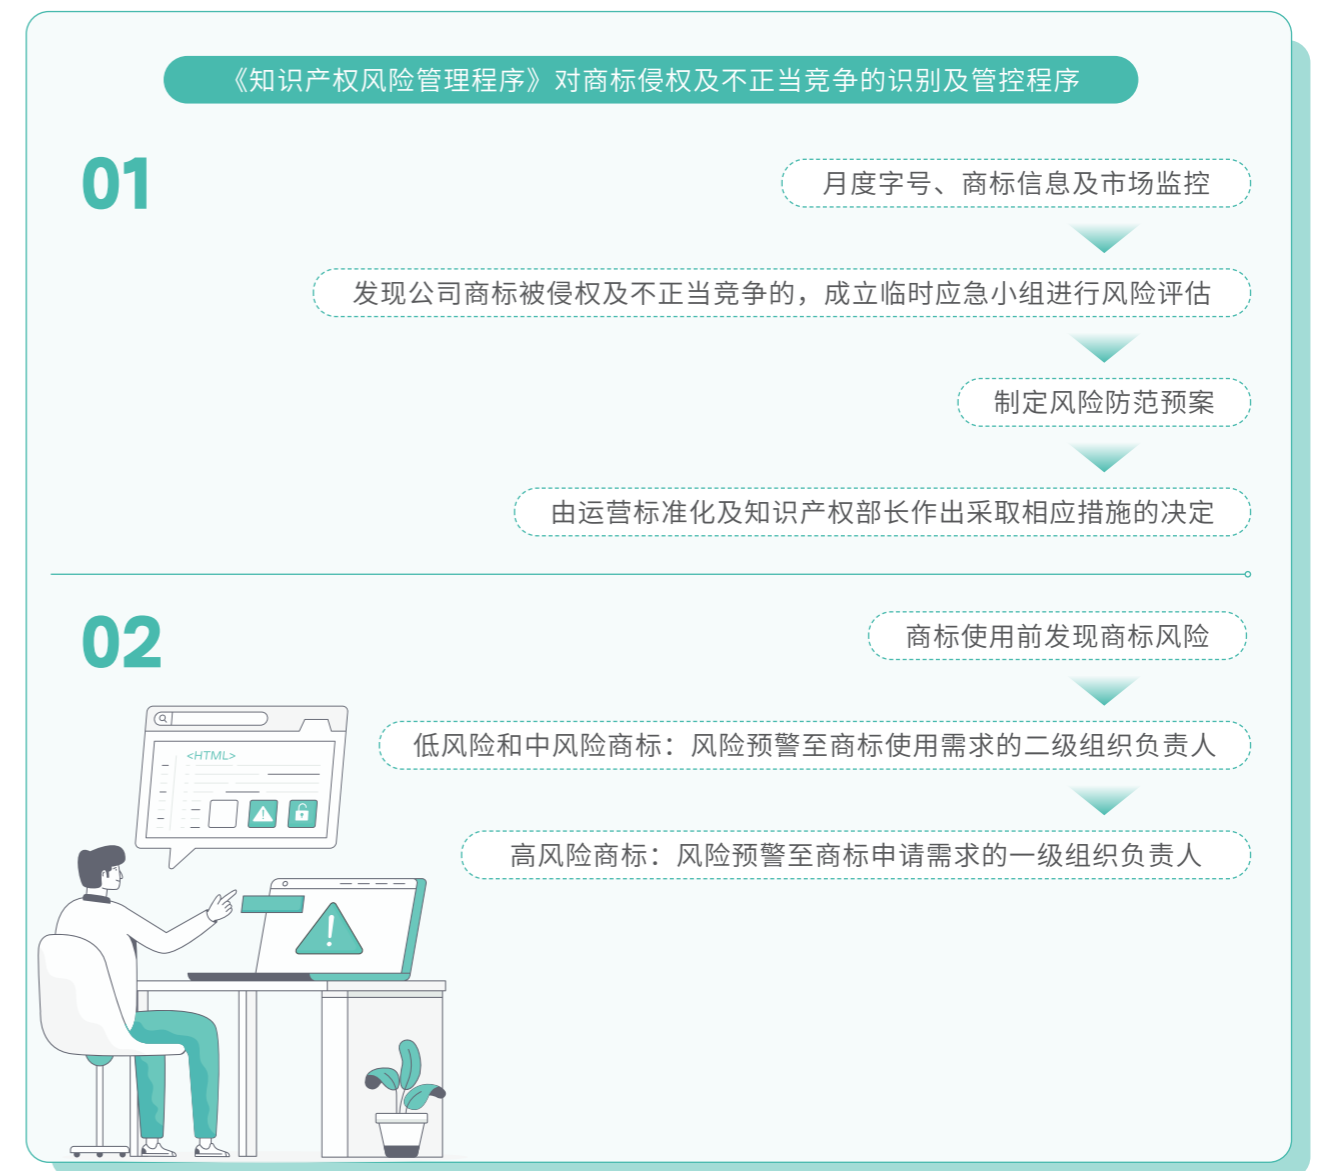 《知识产权风险管理程序》对商标侵权及不正当竞争的识别及管控程序
01
月度字号、商标信息及市场监控
发现公司商标被侵权及不正当竞争的，成立临时应急小组进行风险评估
制定风险防范预案
由运营标准化及知识产权部长作出采取相应措施的决定
02
商标使用前发现商标风险
低风险和中风险商标：风险预警至商标使用需求的二级组织负责人
高风险商标：风险预警至商标申请需求的一级组织负责人
<HTML>